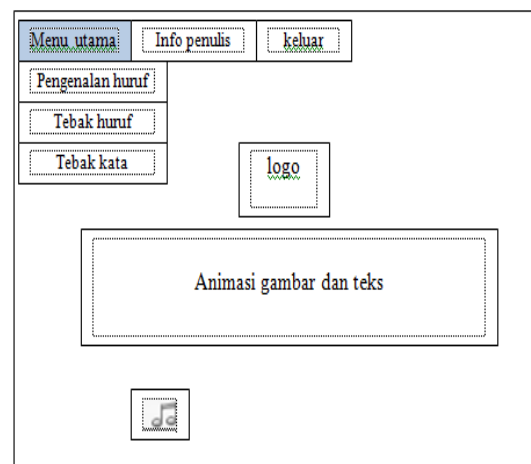 Menu utama Info penulis keluar
Pengenalan huruf
Tebak huruf
Tebak kata
logo
Animasi gambar dan teks